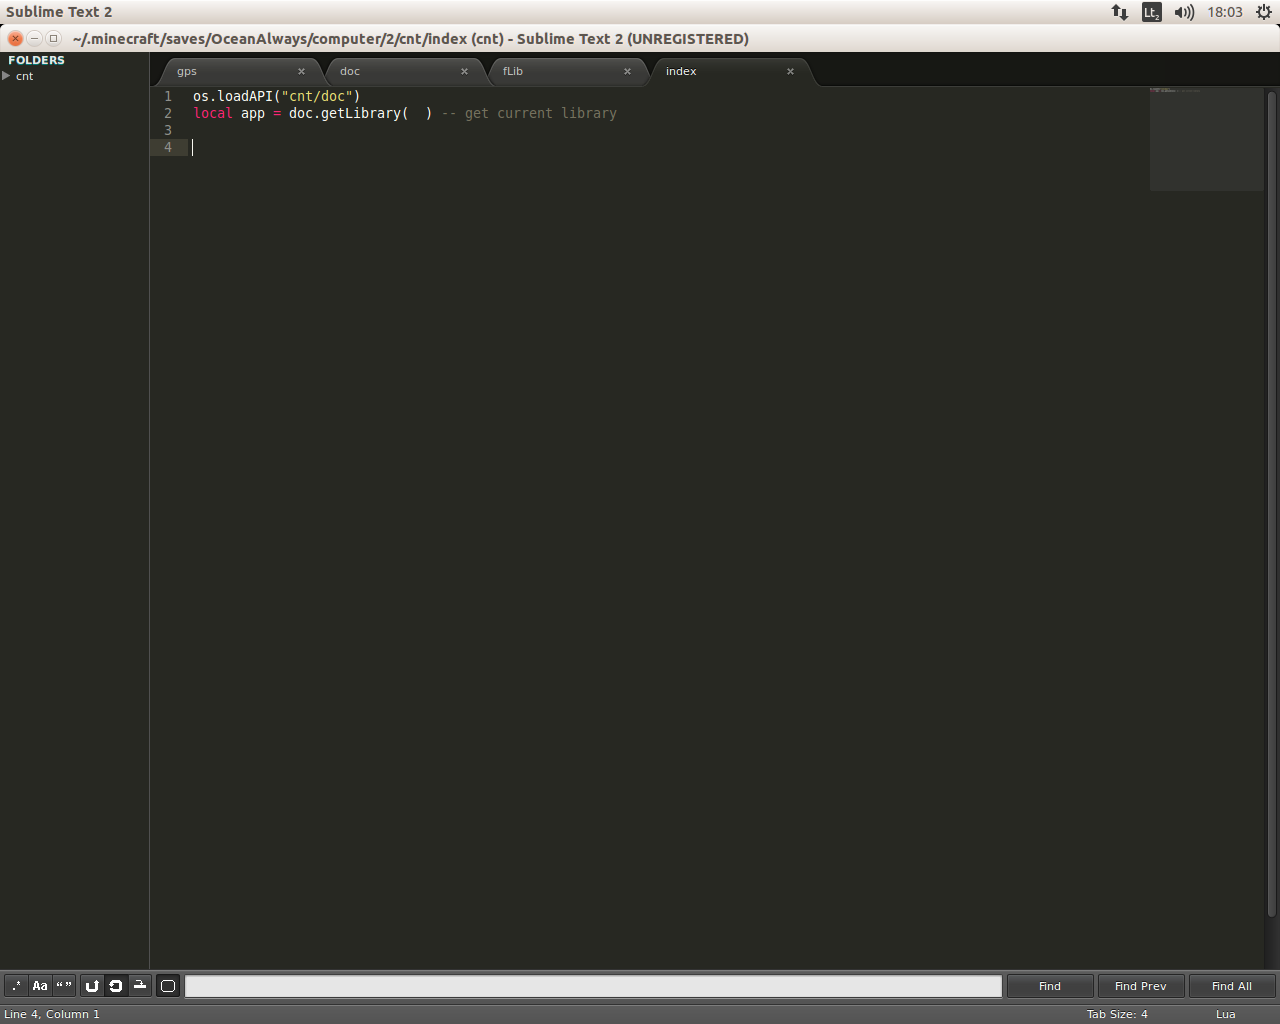 Sublime Text 2
Lt2
18:03
~/.minecraft/saves/OceanAlways/computer/2/cnt/index (cnt) - Sublime Text 2 (UNREGISTERED)
FOLDERS
cnt
gps × doc × fLib × index ×
1 os.loadAPI("cnt/doc")
2 local app = doc.getLibrary(  ) -- get current library
3
4
.* Aa “ ”
Find Find Prev Find All
Line 4, Column 1
Tab Size: 4
Lua